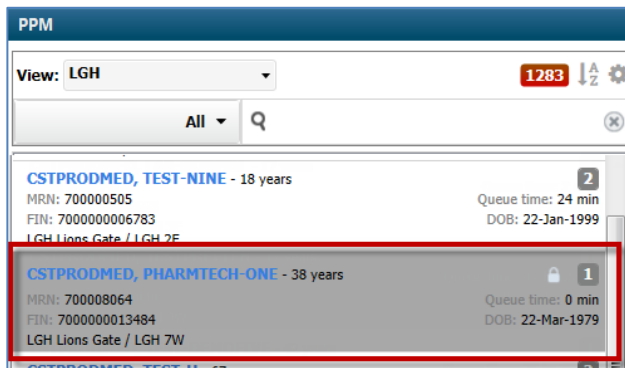 PPM
View: LGH 1283 A Z
All
CSTPRODMED, TEST-NINE - 18 years 2
MRN: 700000505 Queue time: 24 min
FIN: 7000000006783 DOB: 22-Jan-1999
LGH Lions Gate / LGH 2E
CSTPRODMED, PHARMTECH-ONE - 38 years 1
MRN: 700008064 Queue time: 0 min
FIN: 7000000013484 DOB: 22-Mar-1979
LGH Lions Gate / LGH 7W